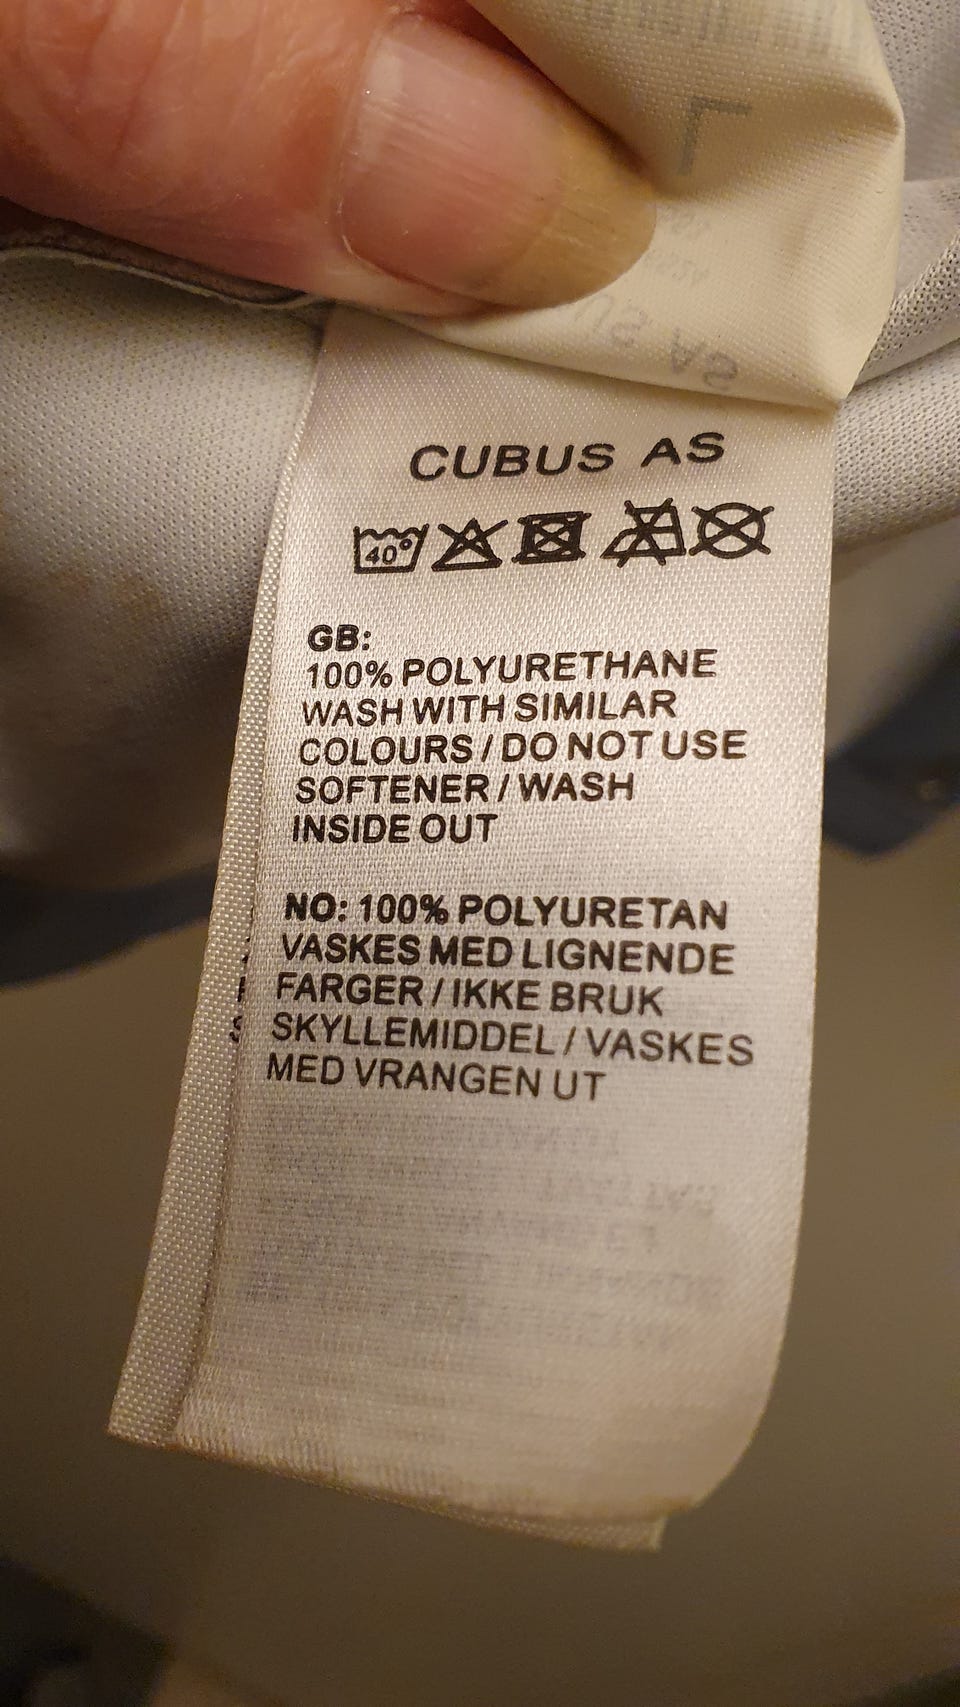 L
CUBUS AS
40°
GB:
100% POLYURETHANE
WASH WITH SIMILAR
COLOURS / DO NOT USE
SOFTENER / WASH
INSIDE OUT
NO: 100% POLYURETAN
VASKES MED LIGNENDE
FARGER / IKKE BRUK
SKYLLEMIDDEL / VASKES
MED VRANGEN UT